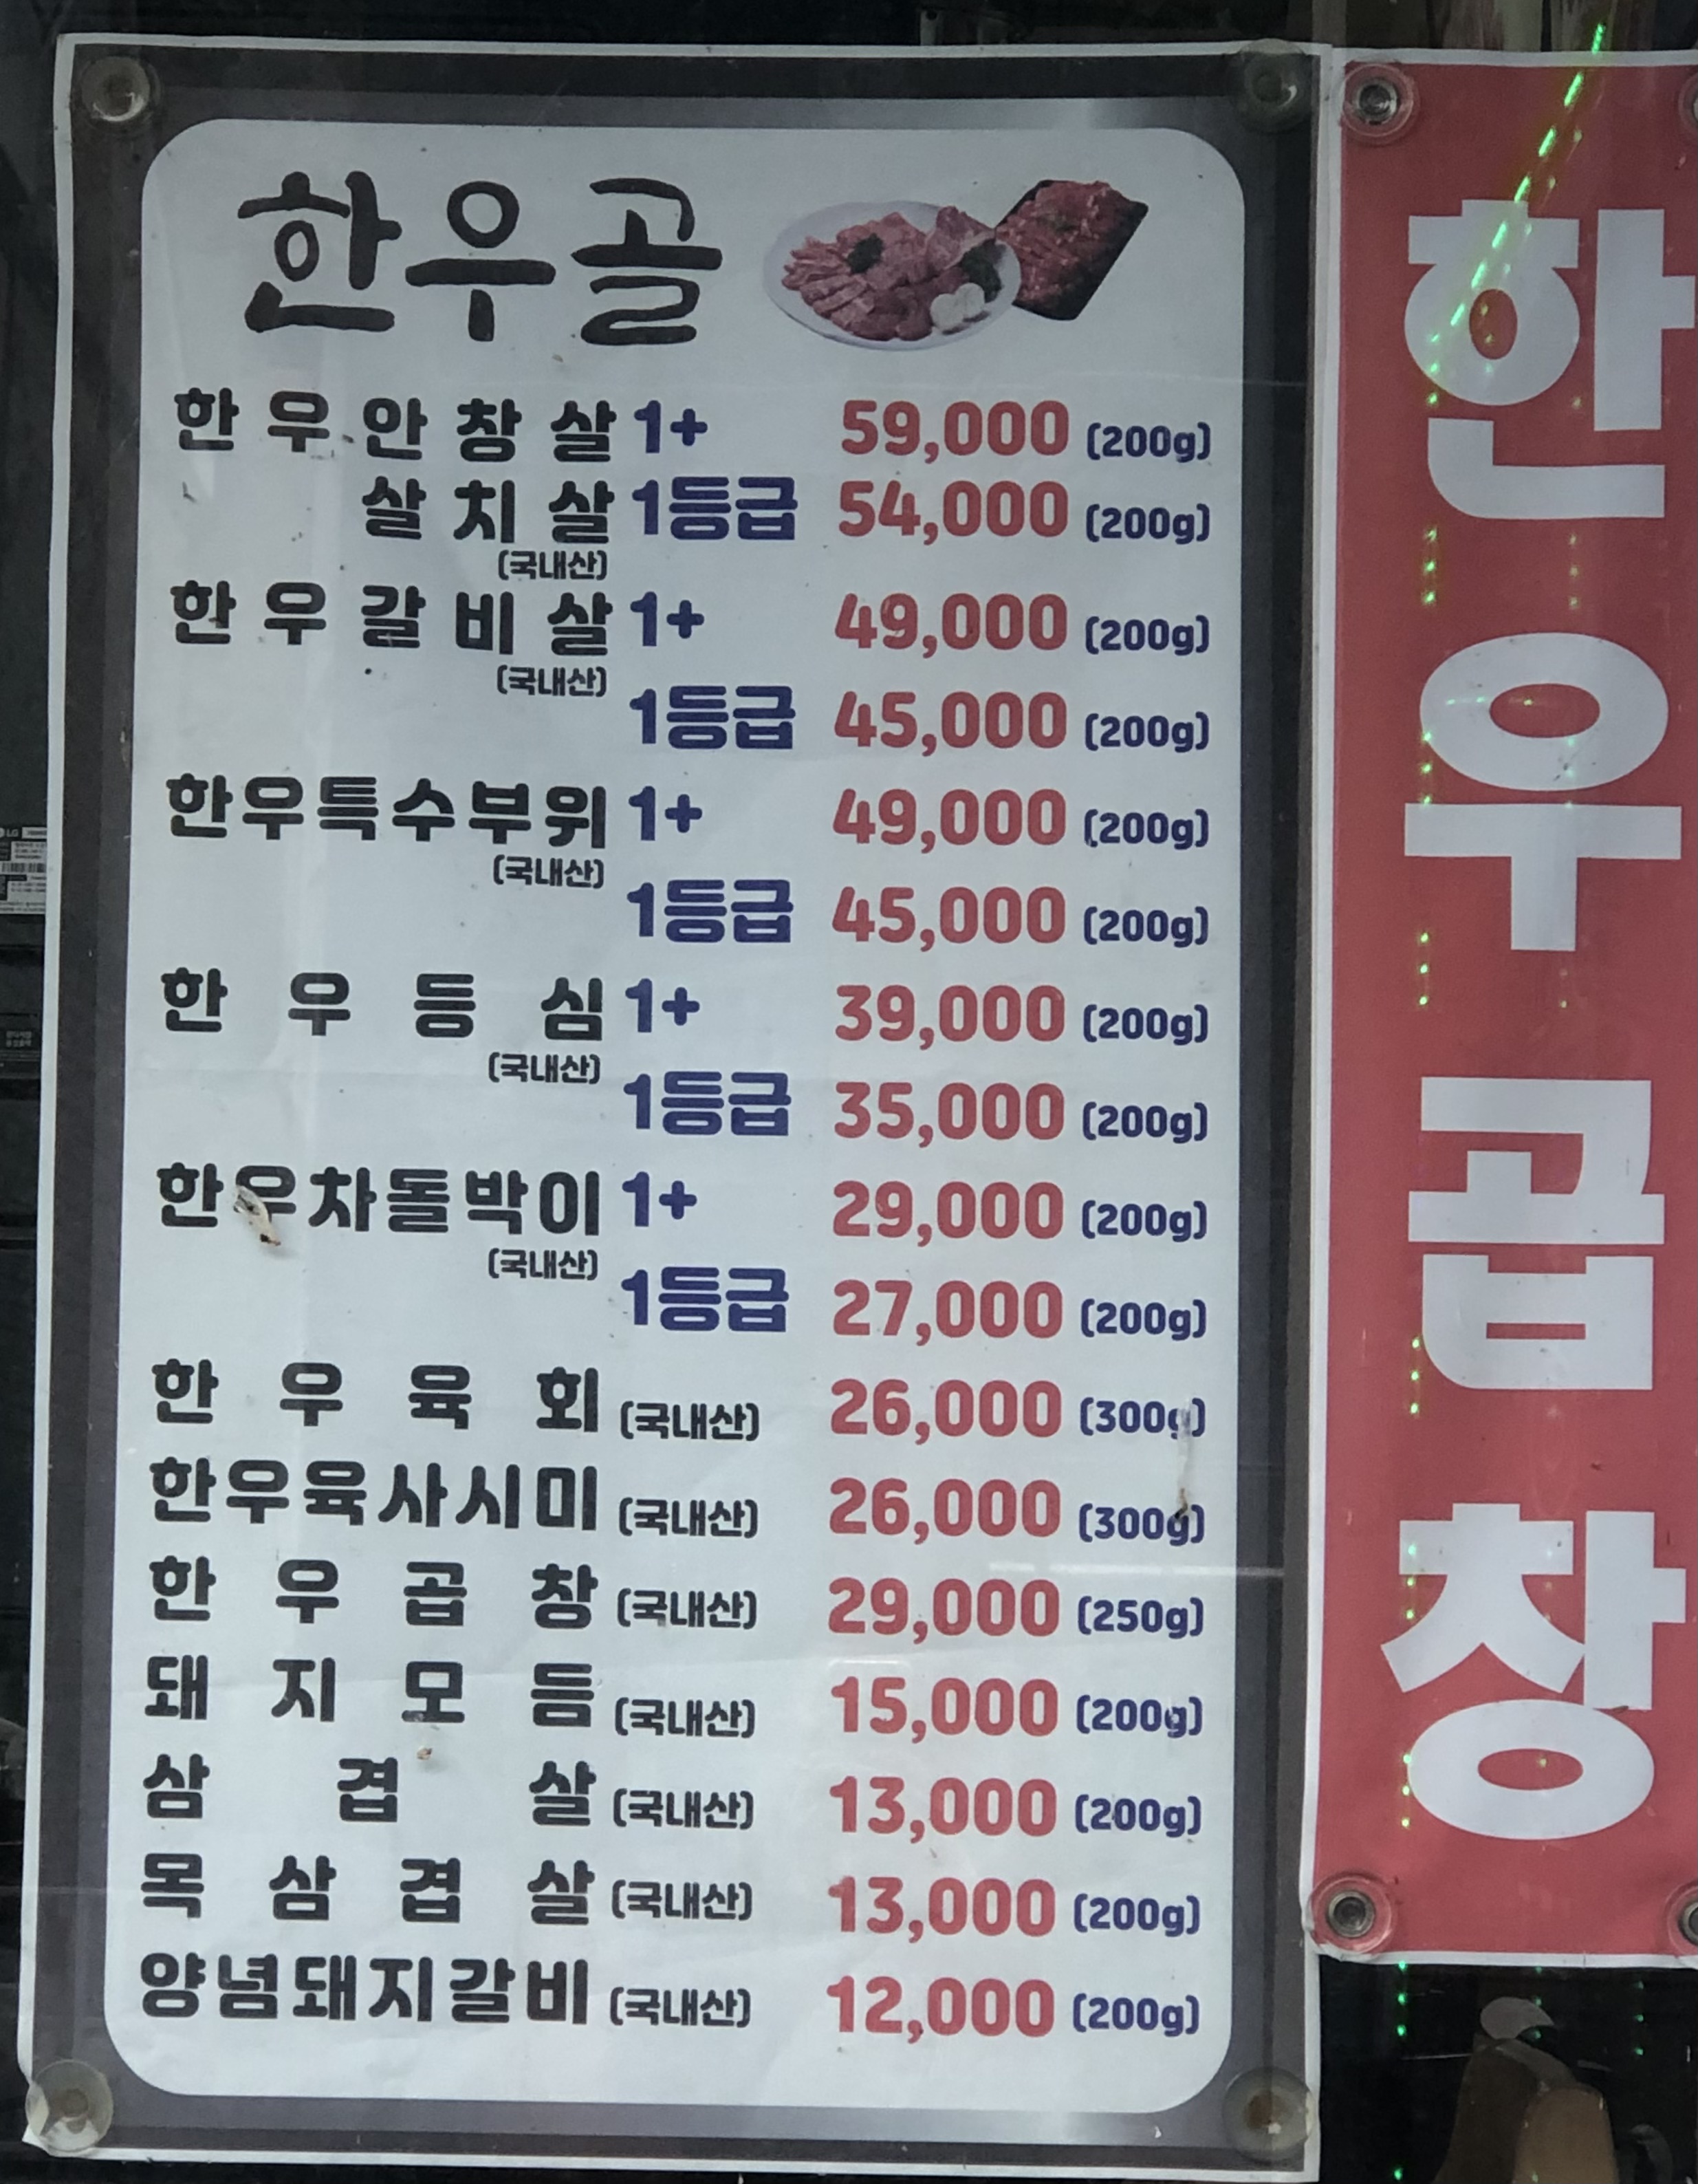 한우골
한우안창살 1+ 59,000 (200g)
살치살 1등급 54,000 (200g)
(국내산)
한우갈비살 1+ 49,000 (200g)
(국내산)
1등급 45,000 (200g)
한우특수부위 1+ 49,000 (200g)
(국내산)
1등급 45,000 (200g)
한우등심 1+ 39,000 (200g)
(국내산)
1등급 35,000 (200g)
한우차돌박이 1+ 29,000 (200g)
(국내산)
1등급 27,000 (200g)
한우육회 (국내산) 26,000 (300g)
한우육사시미 (국내산) 26,000 (300g)
한우곱창 (국내산) 29,000 (250g)
돼지모듬 (국내산) 15,000 (200g)
삼겹살 (국내산) 13,000 (200g)
목삼겹살 (국내산) 13,000 (200g)
양념돼지갈비 (국내산) 12,000 (200g)
한우곱창
LG